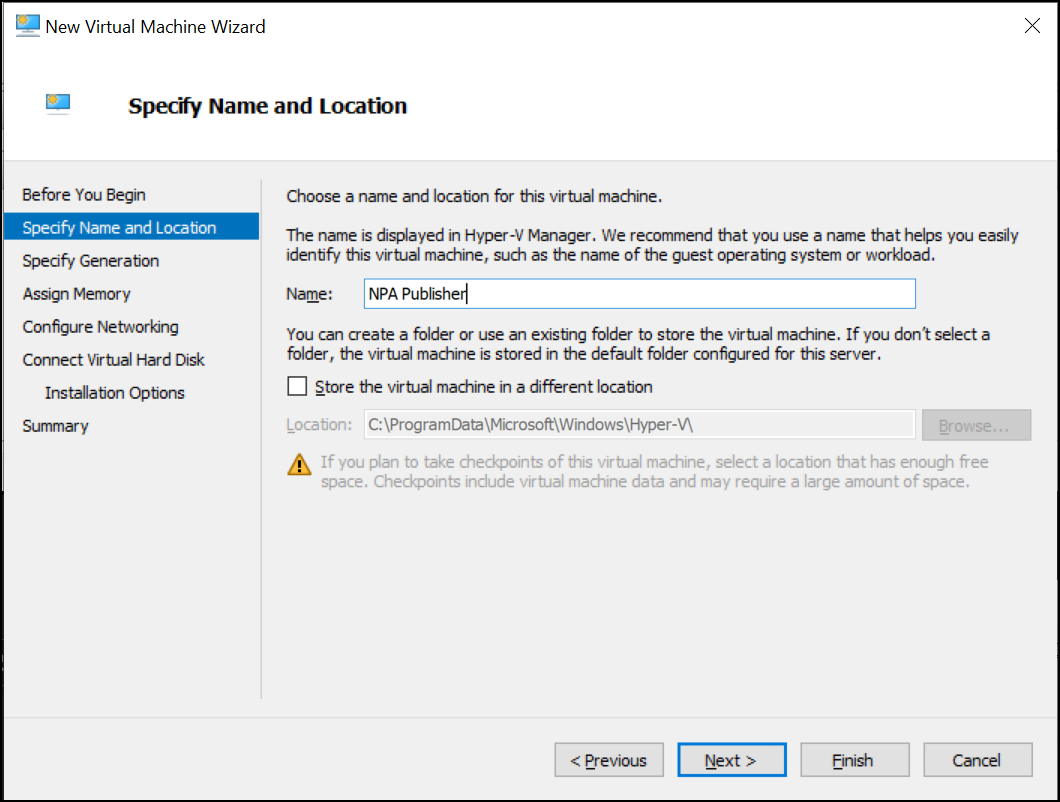 New Virtual Machine Wizard
Specify Name and Location
Before You Begin
Specify Name and Location
Specify Generation
Assign Memory
Configure Networking
Connect Virtual Hard Disk
Installation Options
Summary
Choose a name and location for this virtual machine.
The name is displayed in Hyper-V Manager. We recommend that you use a name that helps you easily
identify this virtual machine, such as the name of the guest operating system or workload.
Name: NPA Publisher
You can create a folder or use an existing folder to store the virtual machine. If you don't select a
folder, the virtual machine is stored in the default folder configured for this server.
Store the virtual machine in a different location
Location: C:\ProgramData\Microsoft\Windows\Hyper-V\ Browse...
If you plan to take checkpoints of this virtual machine, select a location that has enough free
space. Checkpoints include virtual machine data and may require a large amount of space.
< Previous Next > Finish Cancel